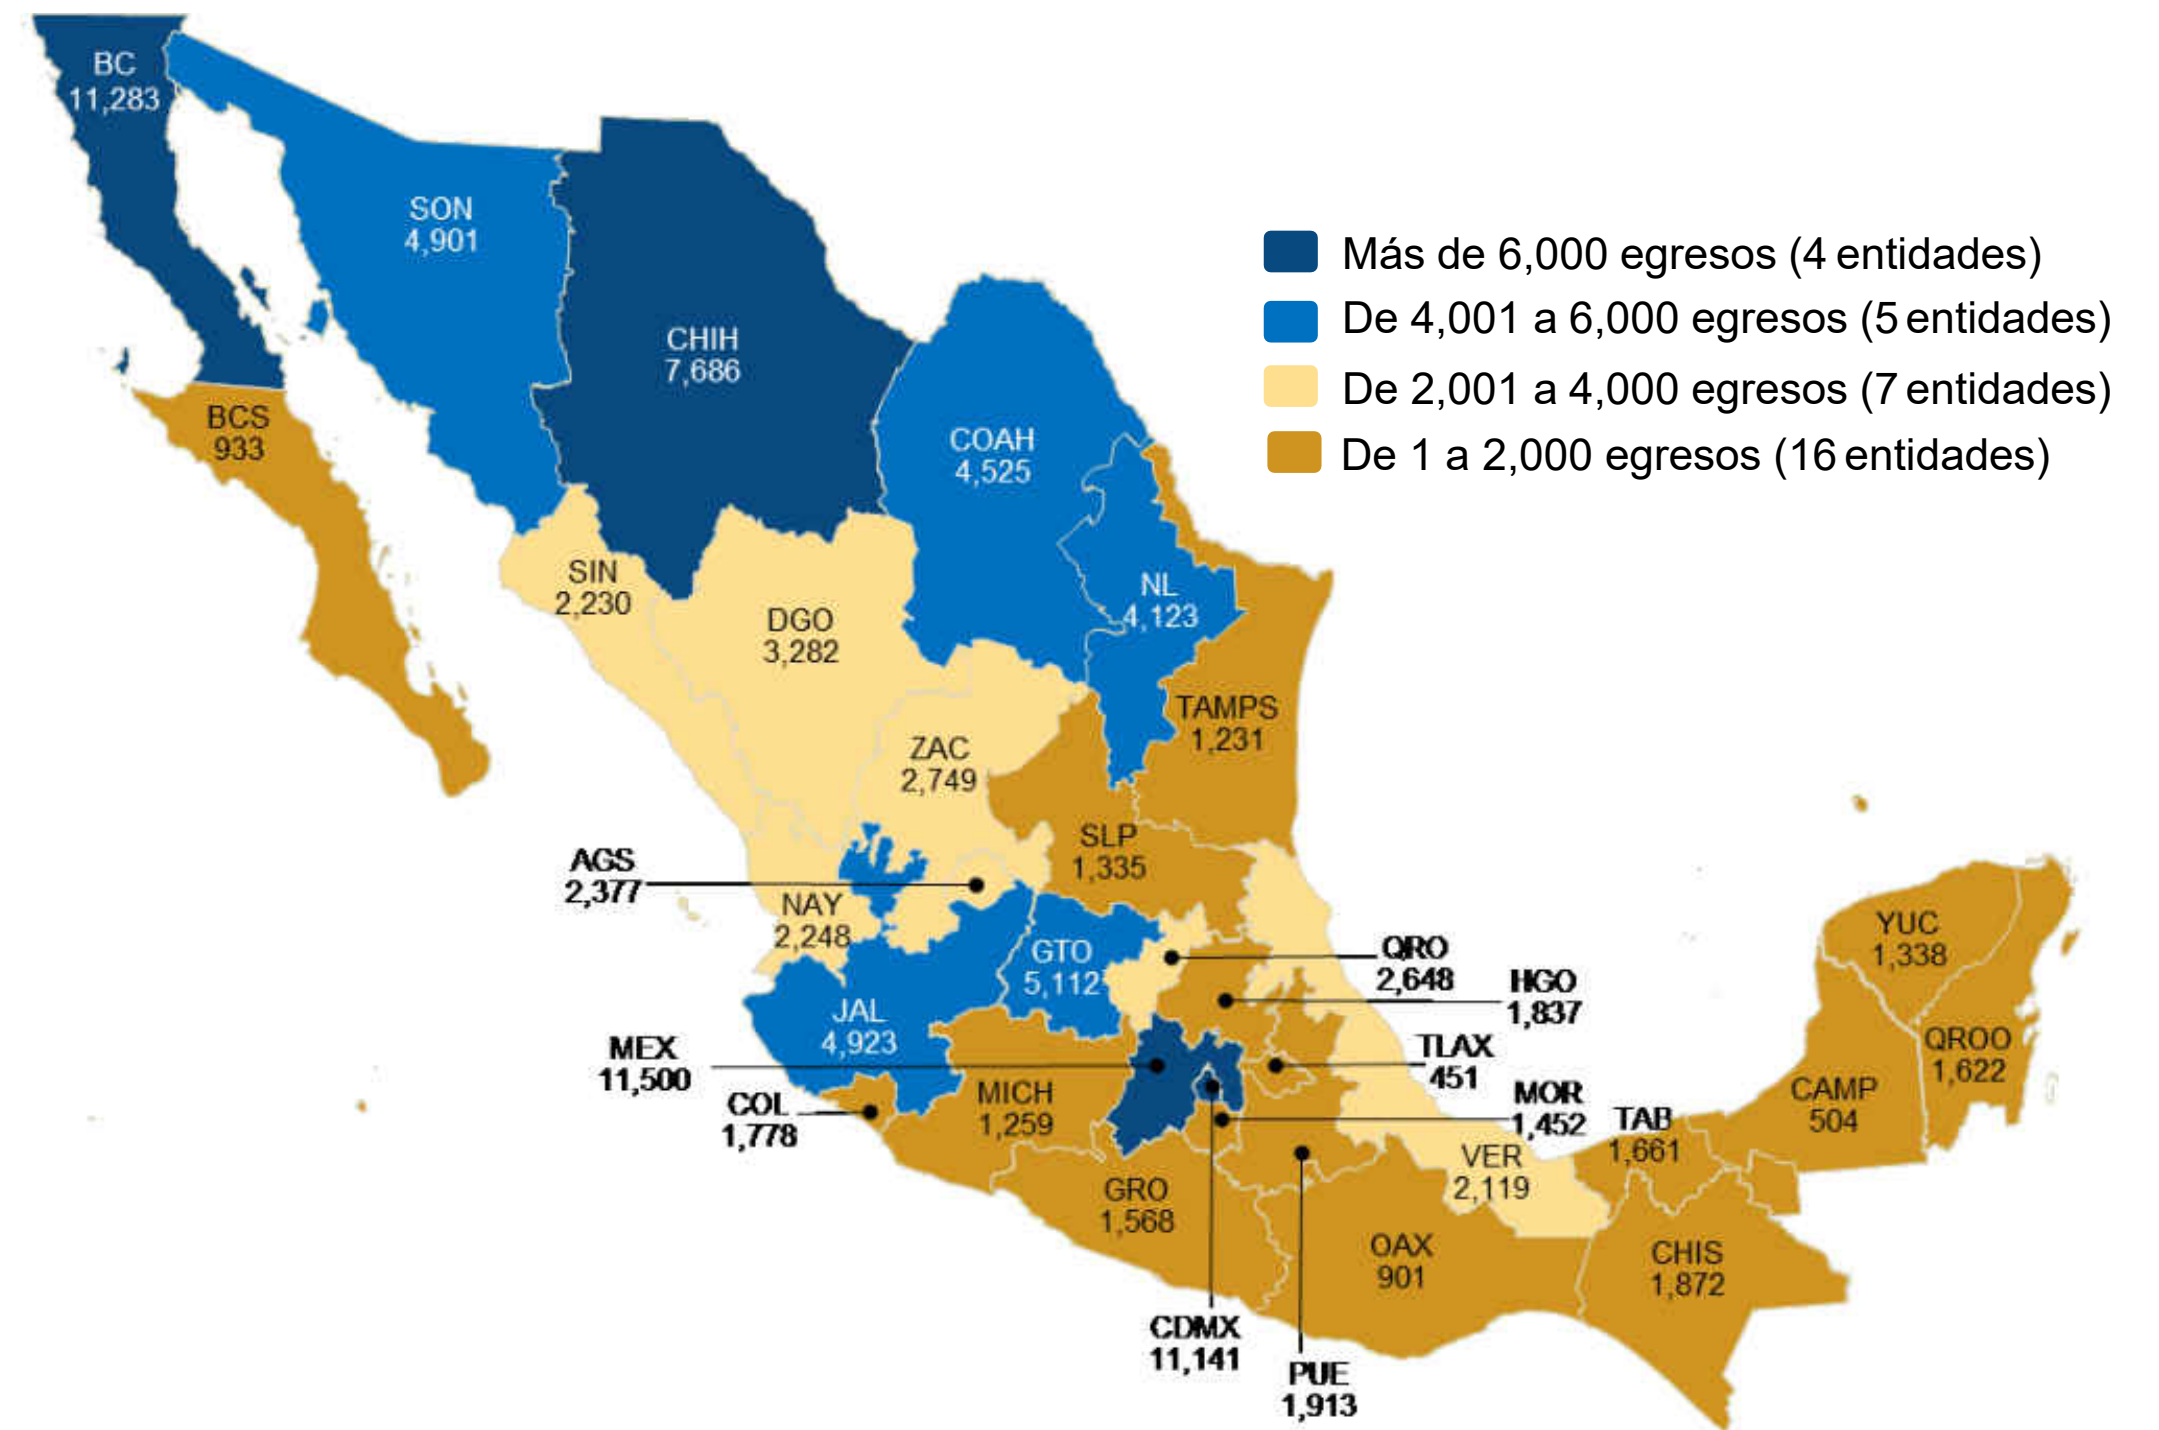 BC
11,283
SON
4,901
CHIH
7,686
Más de 6,000 egresos (4 entidades)
De 4,001 a 6,000 egresos (5 entidades)
De 2,001 a 4,000 egresos (7 entidades)
De 1 a 2,000 egresos (16 entidades)
BCS
933
COAH
4,525
SIN
2,230
DGO
3,282
NL
4,123
ZAC
2,749
TAMPS
1,231
SLP
1,335
AGS
2,377
NAY
2,248
GTO
5,112
QRO
2,648
HGO
1,837
YUC
1,338
JAL
4,923
MEX
11,500
TLAX
451
QROO
1,622
COL
1,778
MICH
1,259
MOR
1,452
TAB
1,661
CAMP
504
VER
2,119
GRO
1,568
OAX
901
CHIS
1,872
CDMX
11,141
PUE
1,913